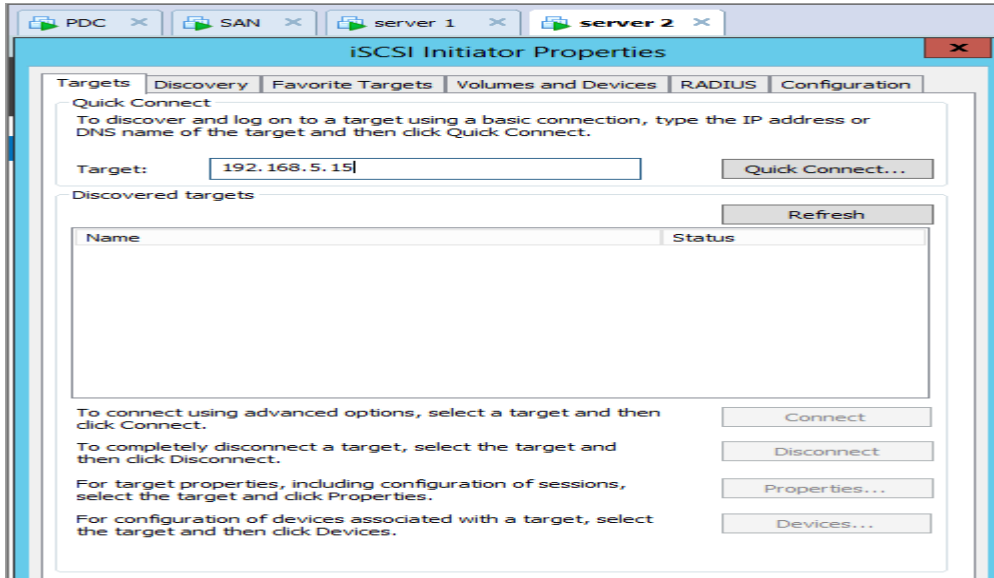 PDC × SAN × server 1 × server 2 ×
iSCSI Initiator Properties
Targets Discovery Favorite Targets Volumes and Devices RADIUS Configuration
Quick Connect
To discover and log on to a target using a basic connection, type the IP address or
DNS name of the target and then click Quick Connect.
Target: 192.168.5.15 Quick Connect...
Discovered targets
Refresh
Name Status
To connect using advanced options, select a target and then
click Connect.
Connect
To completely disconnect a target, select the target and
then click Disconnect.
Disconnect
For target properties, including configuration of sessions,
select the target and click Properties.
Properties...
For configuration of devices associated with a target, select
the target and then click Devices.
Devices...